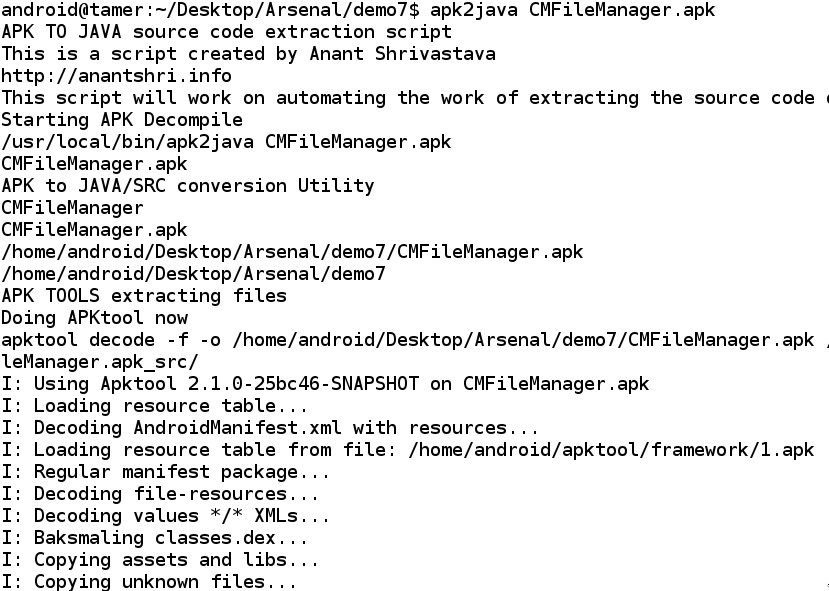 android@tamer:~/Desktop/Arsenal/demo7$ apk2java CMFileManager.apk
APK TO JAVA source code extraction script
This is a script created by Anant Shrivastava
http://anantshri.info
This script will work on automating the work of extracting the source code
Starting APK Decompile
/usr/local/bin/apk2java CMFileManager.apk
CMFileManager.apk
APK to JAVA/SRC conversion Utility
CMFileManager
CMFileManager.apk
/home/android/Desktop/Arsenal/demo7/CMFileManager.apk
/home/android/Desktop/Arsenal/demo7
APK TOOLS extracting files
Doing APKtool now
apktool decode -f -o /home/android/Desktop/Arsenal/demo7/CMFileManager.apk /
leManager.apk_src/
I: Using Apktool 2.1.0-25bc46-SNAPSHOT on CMFileManager.apk
I: Loading resource table...
I: Decoding AndroidManifest.xml with resources...
I: Loading resource table from file: /home/android/apktool/framework/1.apk
I: Regular manifest package...
I: Decoding file-resources...
I: Decoding values */* XMLs...
I: Baksmaling classes.dex...
I: Copying assets and libs...
I: Copying unknown files...